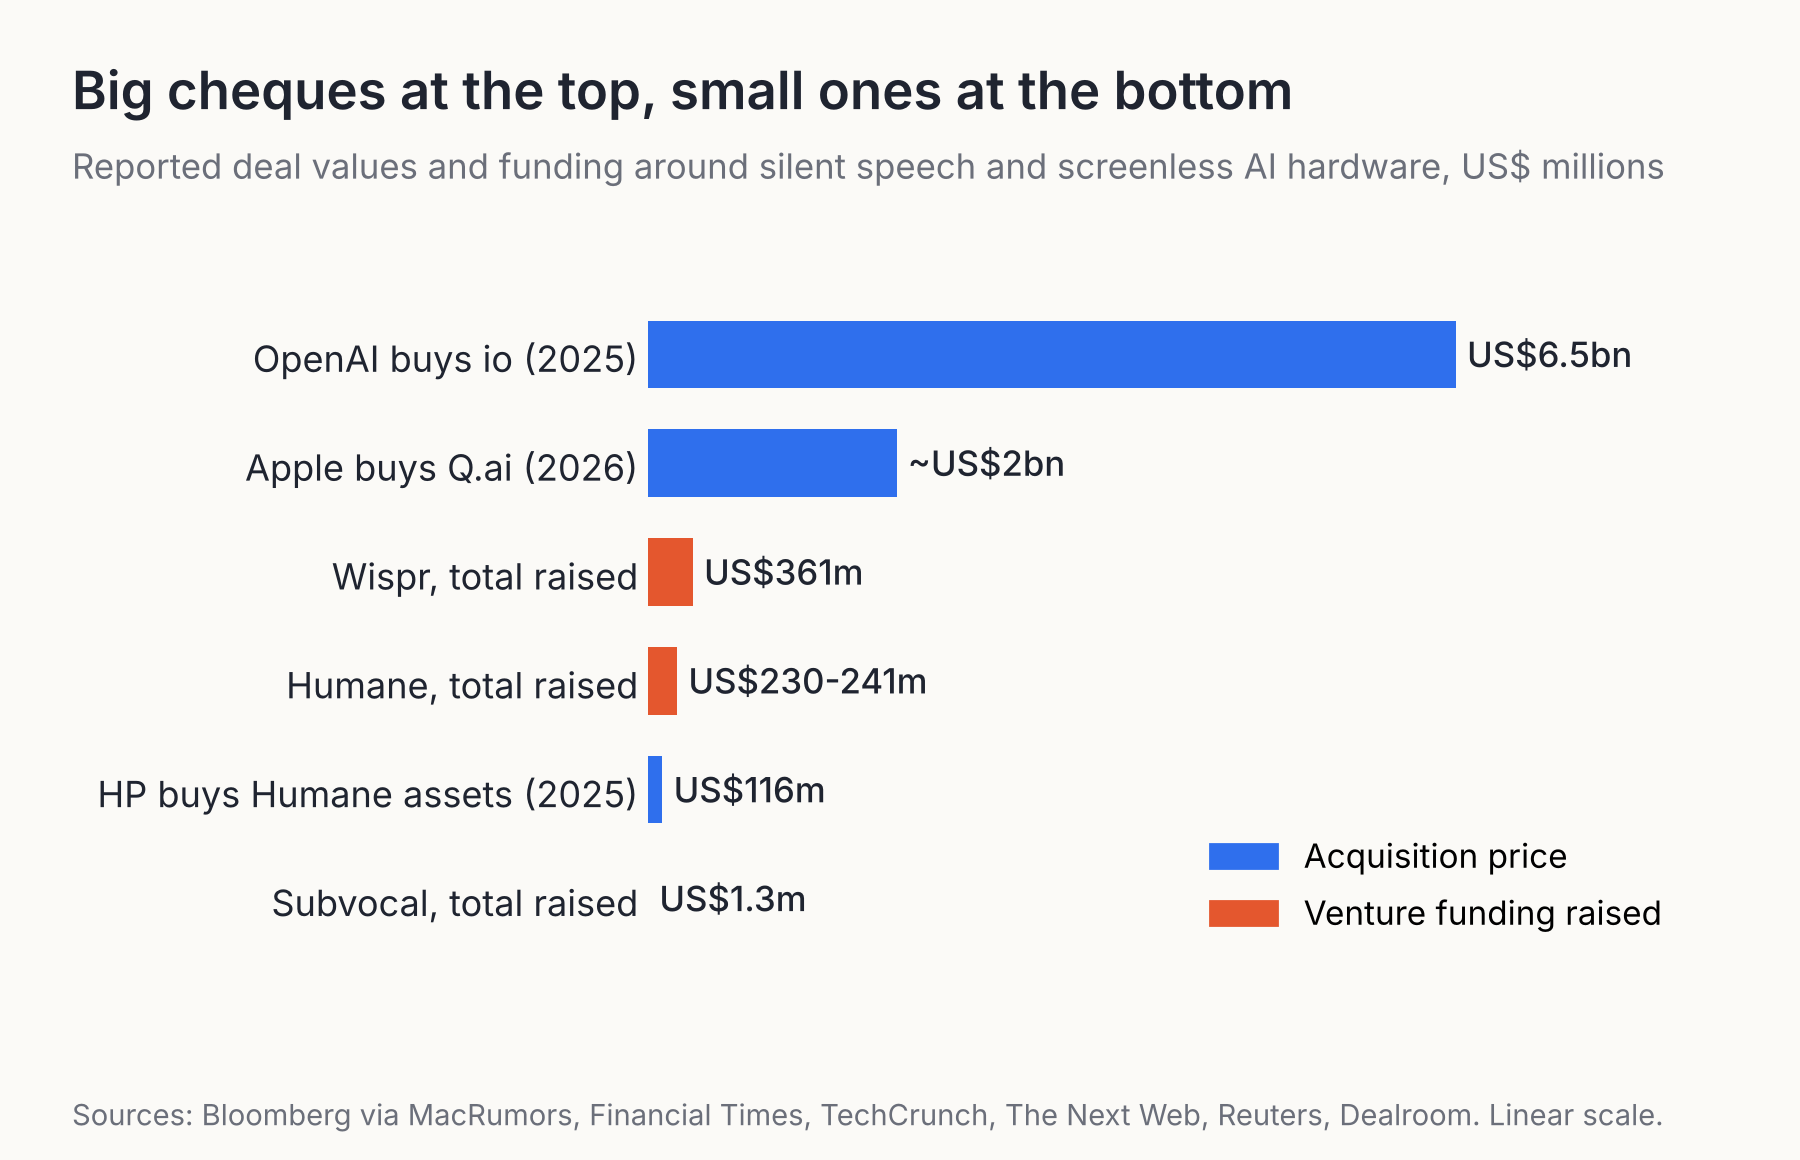 Big cheques at the top, small ones at the bottom
Reported deal values and funding around silent speech and screenless AI hardware, US$ millions
OpenAI buys io (2025) US$6.5bn
Apple buys Q.ai (2026) ~US$2bn
Wispr, total raised US$361m
Humane, total raised US$230-241m
HP buys Humane assets (2025) US$116m
Subvocal, total raised US$1.3m
Acquisition price
Venture funding raised
Sources: Bloomberg via MacRumors, Financial Times, TechCrunch, The Next Web, Reuters, Dealroom. Linear scale.